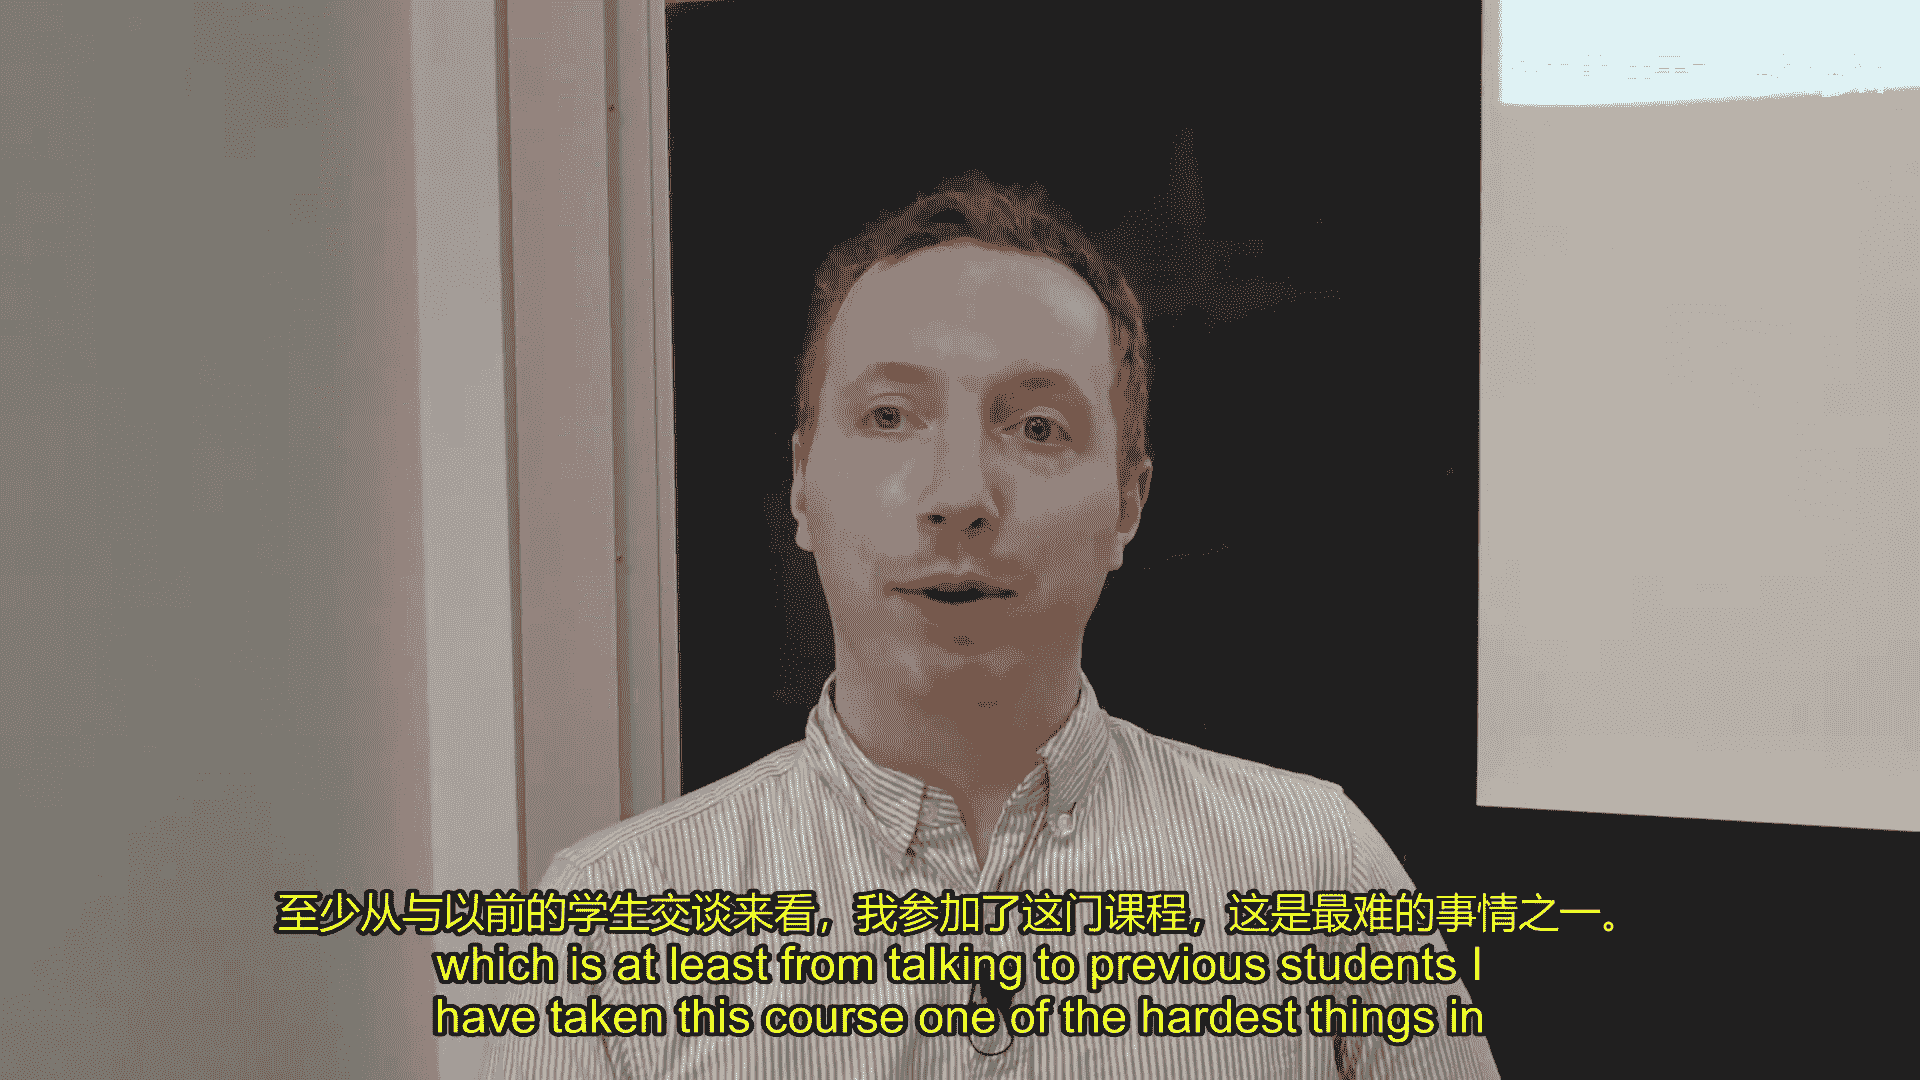 至少从与以前的学生交谈来看，我参加了这门课程，这是最难的事情之一。
which is at least from talking to previous students I
have taken this course one of the hardest things in